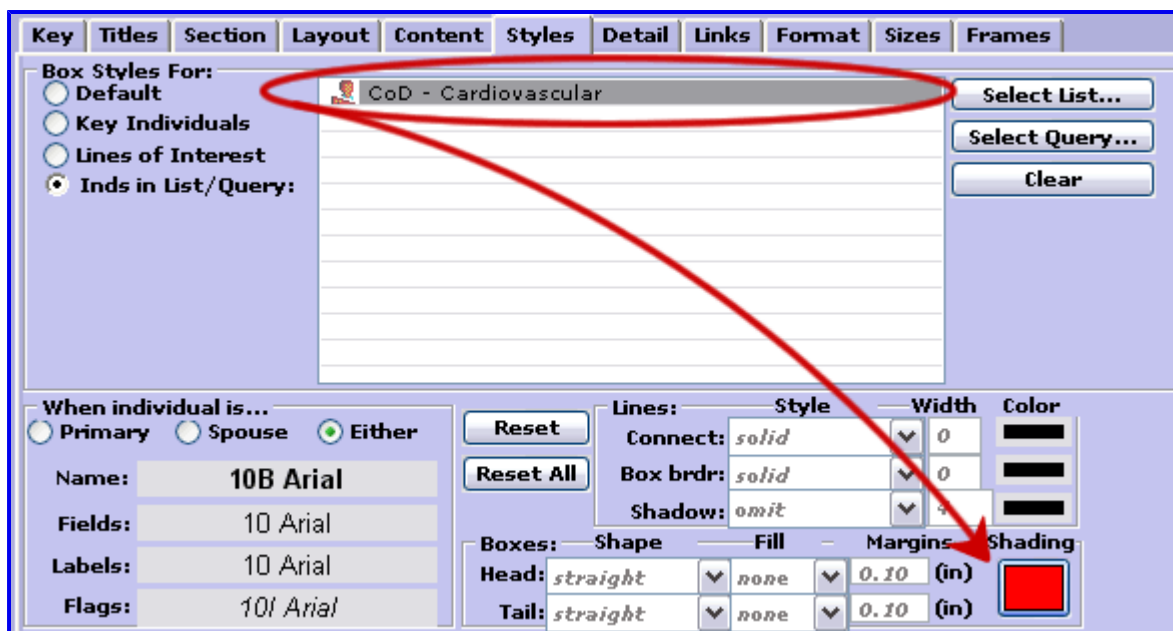 Key Titles Section Layout Content Styles Detail Links Format Sizes Frames
Box Styles For:
Default
Key Individuals
Lines of Interest
Inds in List/Query:
CoD - Cardiovascular
Select List...
Select Query...
Clear
When individual is...
Primary Spouse Either
Name: 10B Arial
Fields: 10 Arial
Labels: 10 Arial
Flags: 10I Arial
Reset
Reset All
Lines: Style Width Color
Connect: solid 0
Box brdr: solid 0
Shadow: omit 4
Boxes: Shape Fill Margins Shading
Head: straight none 0.10 (in)
Tail: straight none 0.10 (in)